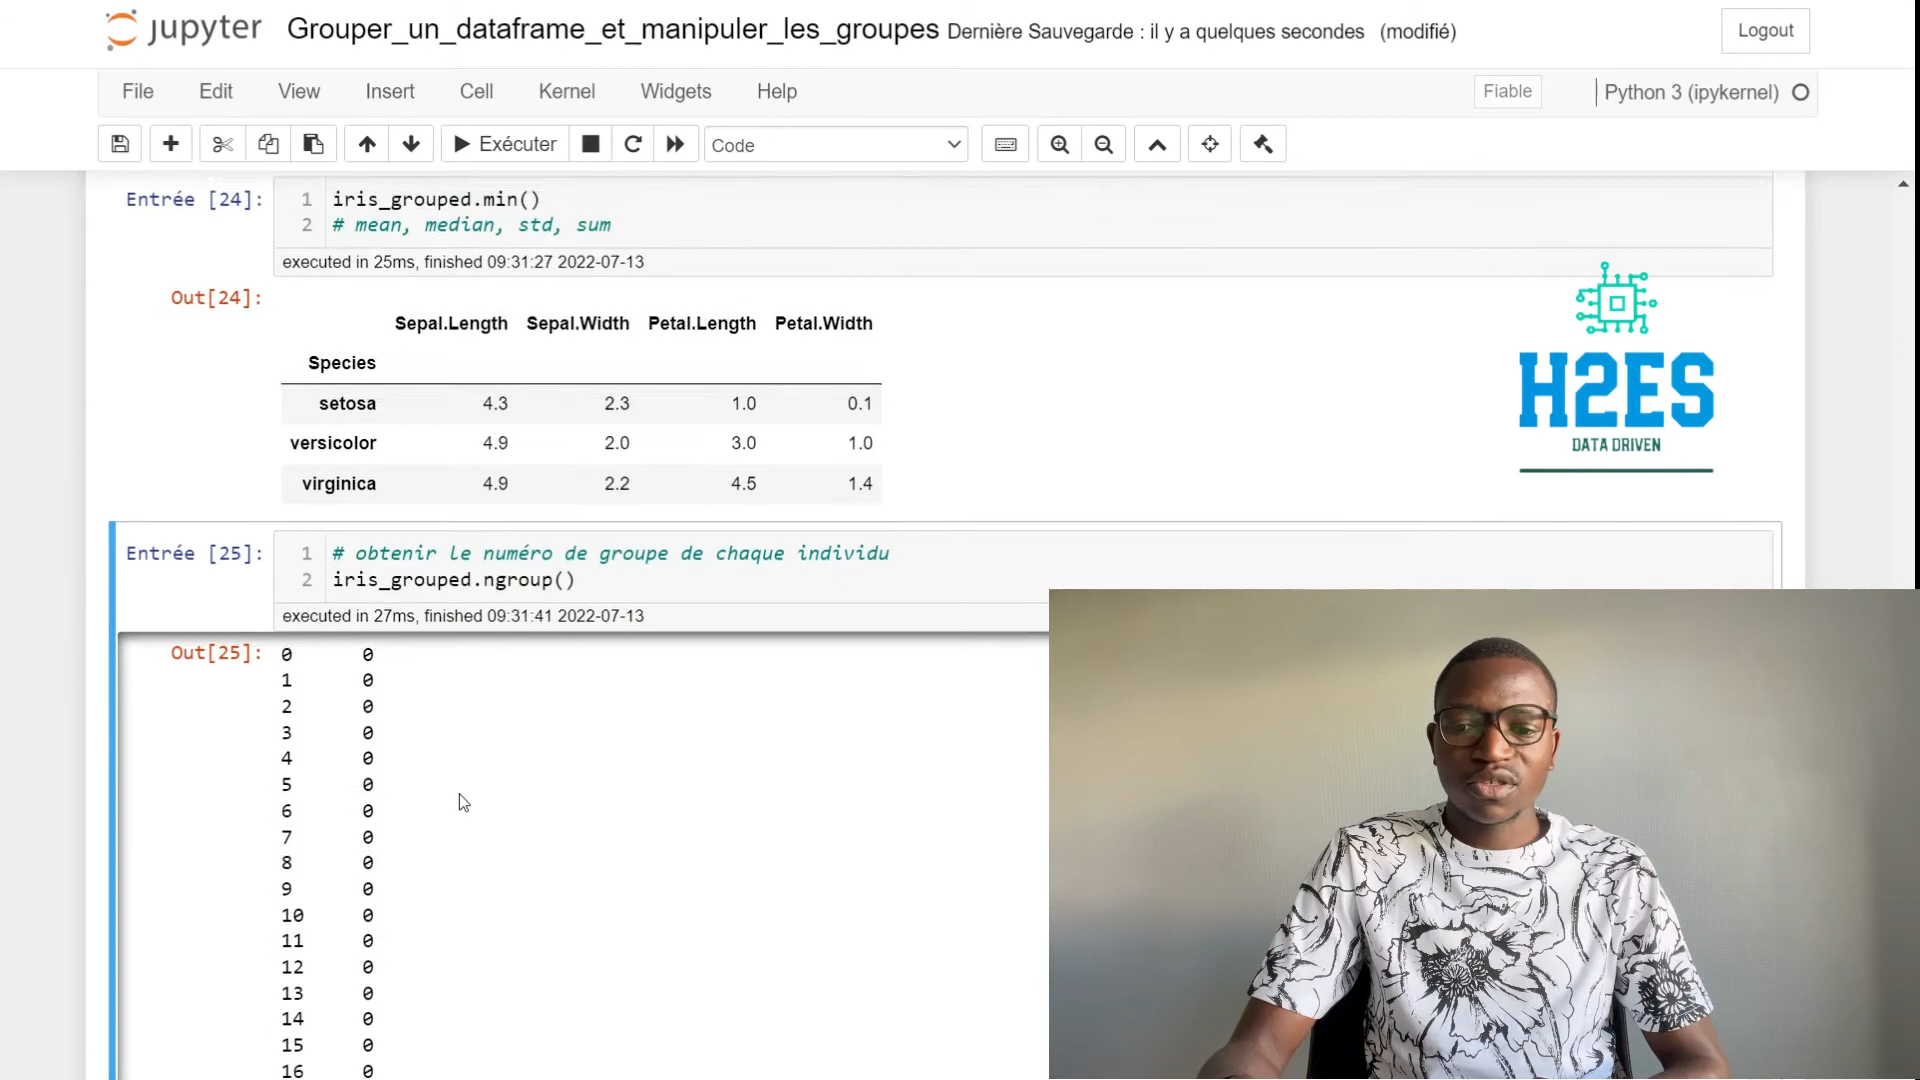 jupyter Grouper_un_dataframe_et_manipuler_les_groupes Dernière Sauvegarde : il y a quelques secondes (modifié) Logout
File Edit View Insert Cell Kernel Widgets Help Fiable Python 3 (ipykernel)
Exécuter Code
Entrée [24]: 1 iris_grouped.min()
2 # mean, median, std, sum
executed in 25ms, finished 09:31:27 2022-07-13
Out[24]:
Sepal.Length Sepal.Width Petal.Length Petal.Width
Species
setosa 4.3 2.3 1.0 0.1
versicolor 4.9 2.0 3.0 1.0
virginica 4.9 2.2 4.5 1.4
H2ES
DATA DRIVEN
Entrée [25]: 1 # obtenir le numéro de groupe de chaque individu
2 iris_grouped.ngroup()
executed in 27ms, finished 09:31:41 2022-07-13
Out[25]: 0 0
1 0
2 0
3 0
4 0
5 0
6 0
7 0
8 0
9 0
10 0
11 0
12 0
13 0
14 0
15 0
16 0